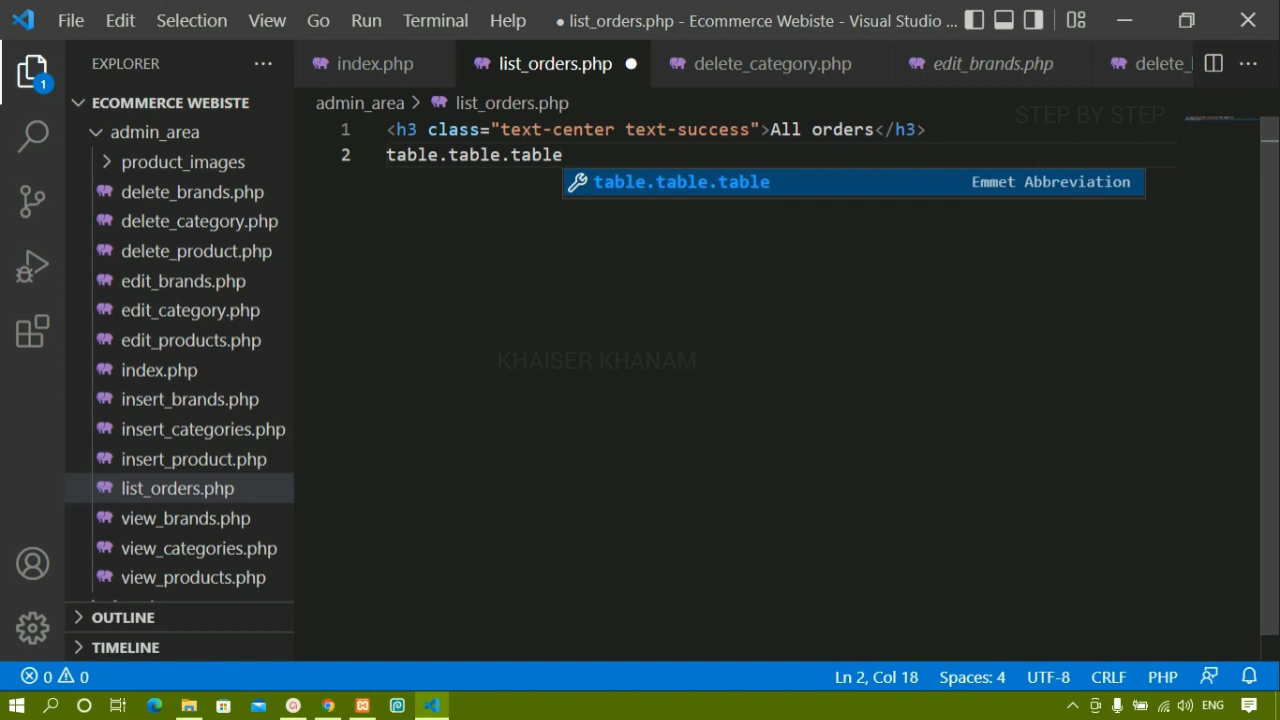 File Edit Selection View Go Run Terminal Help
● list_orders.php - Ecommerce Webiste - Visual Studio ...
EXPLORER
index.php
list_orders.php
delete_category.php
edit_brands.php
delete_l
1
ECOMMERCE WEBISTE
admin_area
product_images
delete_brands.php
delete_category.php
delete_product.php
edit_brands.php
edit_category.php
edit_products.php
index.php
insert_brands.php
insert_categories.php
insert_product.php
list_orders.php
view_brands.php
view_categories.php
view_products.php
OUTLINE
TIMELINE
admin_area > list_orders.php
STEP BY STEP
1 <h3 class="text-center text-success">All orders</h3>
2 table.table.table
table.table.table Emmet Abbreviation
KHAISER KHANAM
0 0
Ln 2, Col 18 Spaces: 4 UTF-8 CRLF PHP
ENG